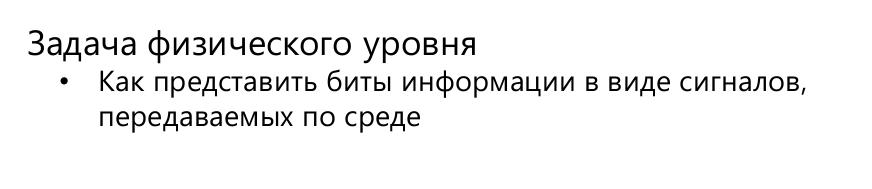 Задача физического уровня
• Как представить биты информации в виде сигналов,
передаваемых по среде